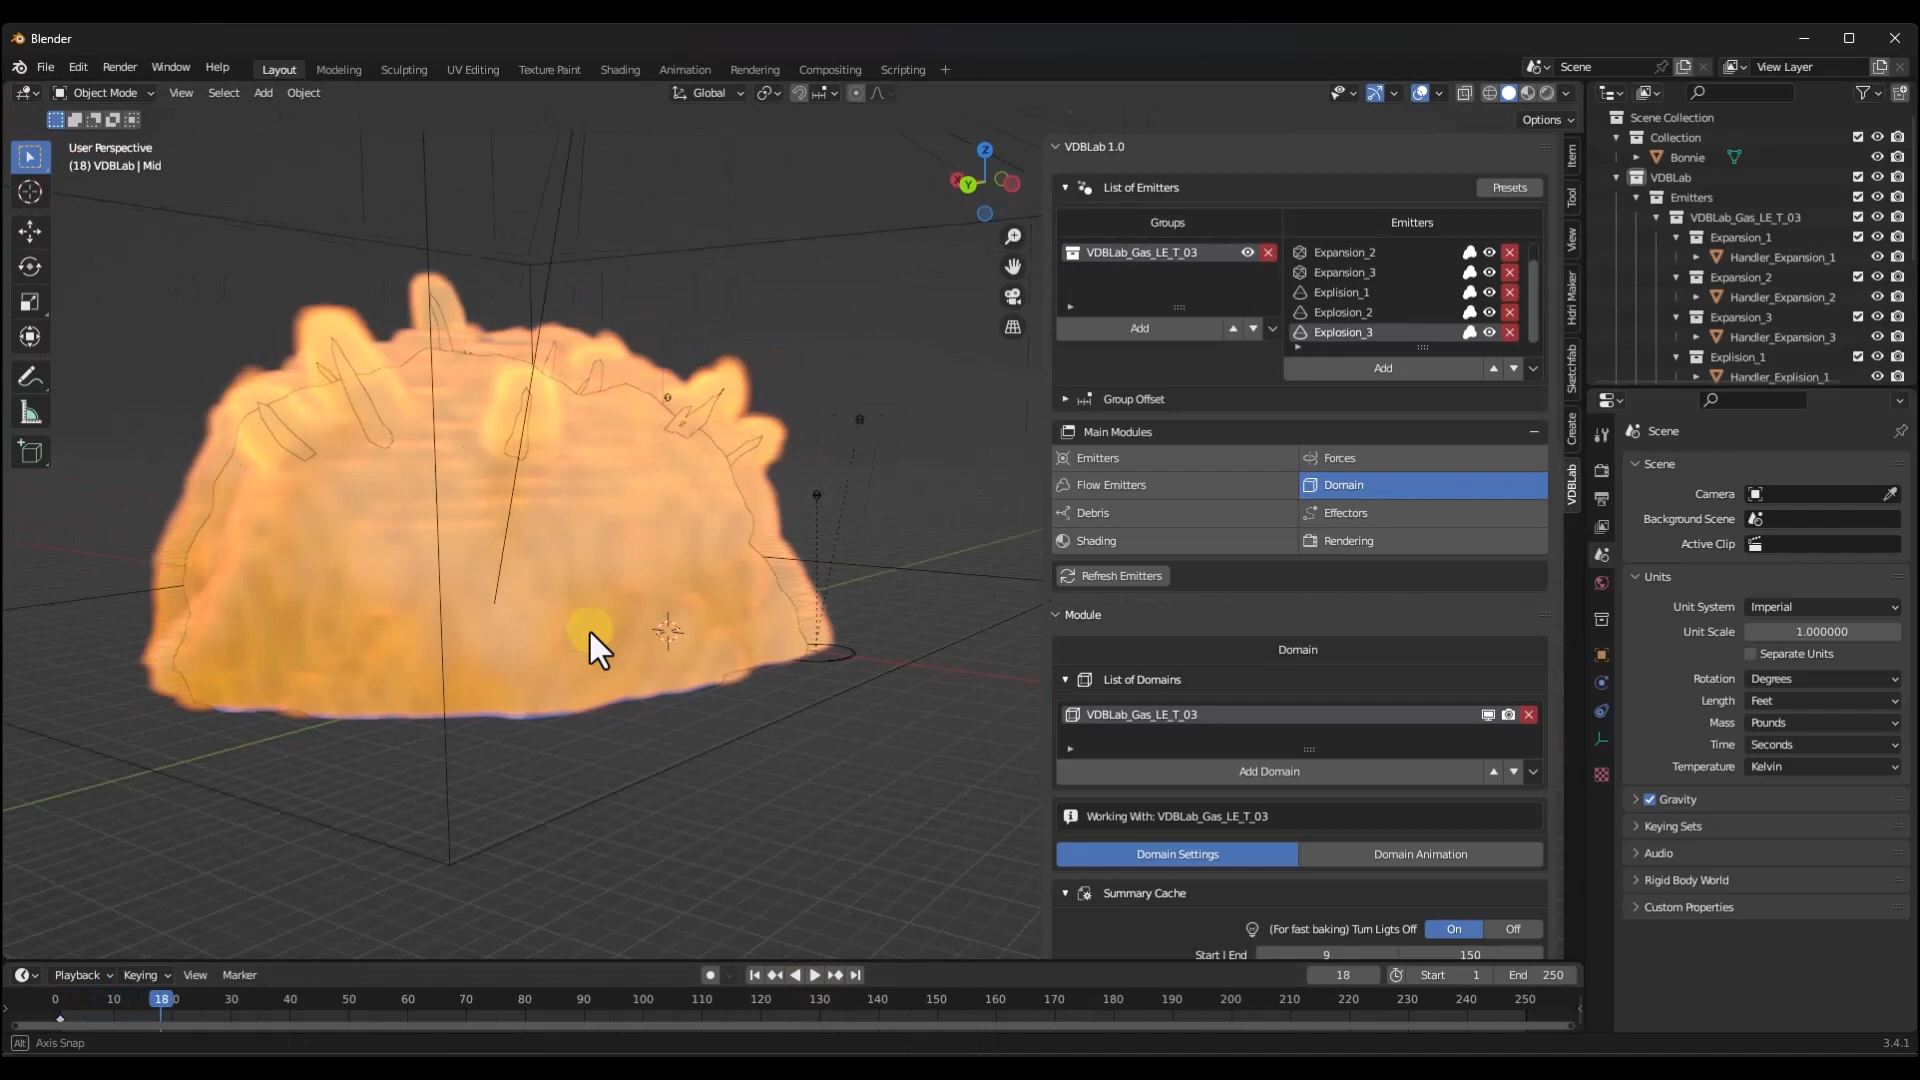 Blender
File Edit Render Window Help
Layout Modeling Sculpting UV Editing Texture Paint Shading Animation Rendering Compositing Scripting +
Scene
View Layer
Object Mode View Select Add Object
Global
Options
User Perspective
(18) VDBLab | Mid
Z
X
Y
VDBLab 1.0
List of Emitters
Presets
Groups
Emitters
VDBLab_Gas_LE_T_03
Expansion_2
Expansion_3
Explision_1
Explosion_2
Explosion_3
Add
Add
Group Offset
Main Modules
Emitters
Forces
Flow Emitters
Domain
Debris
Effectors
Shading
Rendering
Refresh Emitters
Module
Domain
List of Domains
VDBLab_Gas_LE_T_03
Add Domain
Working With: VDBLab_Gas_LE_T_03
Domain Settings
Domain Animation
Summary Cache
(For fast baking) Turn Ligts Off
On
Off
Start | End
9
150
Item
Tool
View
Hdri Maker
Sketchfab
Create
VDBLab
Scene Collection
Collection
Bonnie
VDBLab
Emitters
VDBLab_Gas_LE_T_03
Expansion_1
Handler_Expansion_1
Expansion_2
Handler_Expansion_2
Expansion_3
Handler_Expansion_3
Explision_1
Handler_Explision_1
Scene
Scene
Camera
Background Scene
Active Clip
Units
Unit System Imperial
Unit Scale 1.000000
Separate Units
Rotation Degrees
Length Feet
Mass Pounds
Time Seconds
Temperature Kelvin
Gravity
Keying Sets
Audio
Rigid Body World
Custom Properties
Playback Keying View Marker
18
Start 1
End 250
0 10 18 20 30 40 50 60 70 80 90 100 110 120 130 140 150 160 170 180 190 200 210 220 230 240 250
Alt Axis Snap
3.4.1